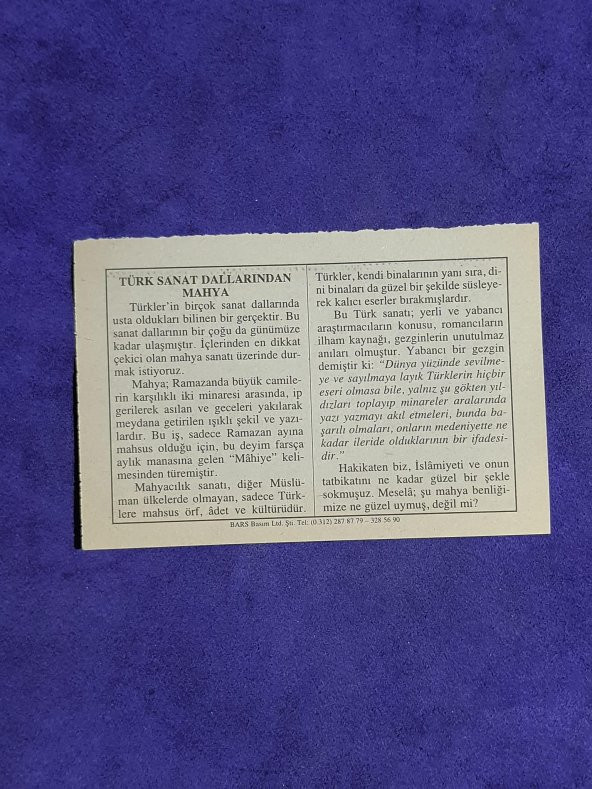 TÜRK SANAT DALLARINDAN
MAHYA
Türkler'in birçok sanat dallarında
usta oldukları bilinen bir gerçektir. Bu
sanat dallarının bir çoğu da günümüze
kadar ulaşmıştır. İçlerinden en dikkat
çekici olan mahya sanatı üzerinde dur-
mak istiyoruz.
Mahya; Ramazanda büyük camile-
rin karşılıklı iki minaresi arasında, ip
gerilerek asılan ve geceleri yakılarak
meydana getirilen ışıklı şekil ve yazı-
lardır. Bu iş, sadece Ramazan ayına
mahsus olduğu için, bu deyim farsça
aylık manasına gelen "Mâhiye" keli-
mesinden türemiştir.
Mahyacılık sanatı, diğer Müslü-
man ülkelerde olmayan, sadece Türk-
lere mahsus örf, âdet ve kültürüdür.
Türkler, kendi binalarının yanı sıra, di-
ni binaları da güzel bir şekilde süsleye-
rek kalıcı eserler bırakmışlardır.
Bu Türk sanatı; yerli ve yabancı
araştırmacıların konusu, romancıların
ilham kaynağı, gezginlerin unutulmaz
anıları olmuştur. Yabancı bir gezgin
demiştir ki: "Dünya yüzünde sevilme-
ye ve sayılmaya layık Türklerin hiçbir
eseri olmasa bile, yalnız şu gökten yıl-
dızları toplayıp minareler aralarında
yazı yazmayı akıl etmeleri, bunda ba-
şarılı olmaları, onların medeniyette ne
kadar ileride olduklarının bir ifadesi-
dir."
Hakikaten biz, İslâmiyeti ve onun
tatbikatını ne kadar güzel bir şekle
sokmuşuz. Meselâ; şu mahya benliği-
mize ne güzel uymuş, değil mi?
BARS Basım Ltd. Şti. Tel: (0.312) 287 87 79 – 328 56 90